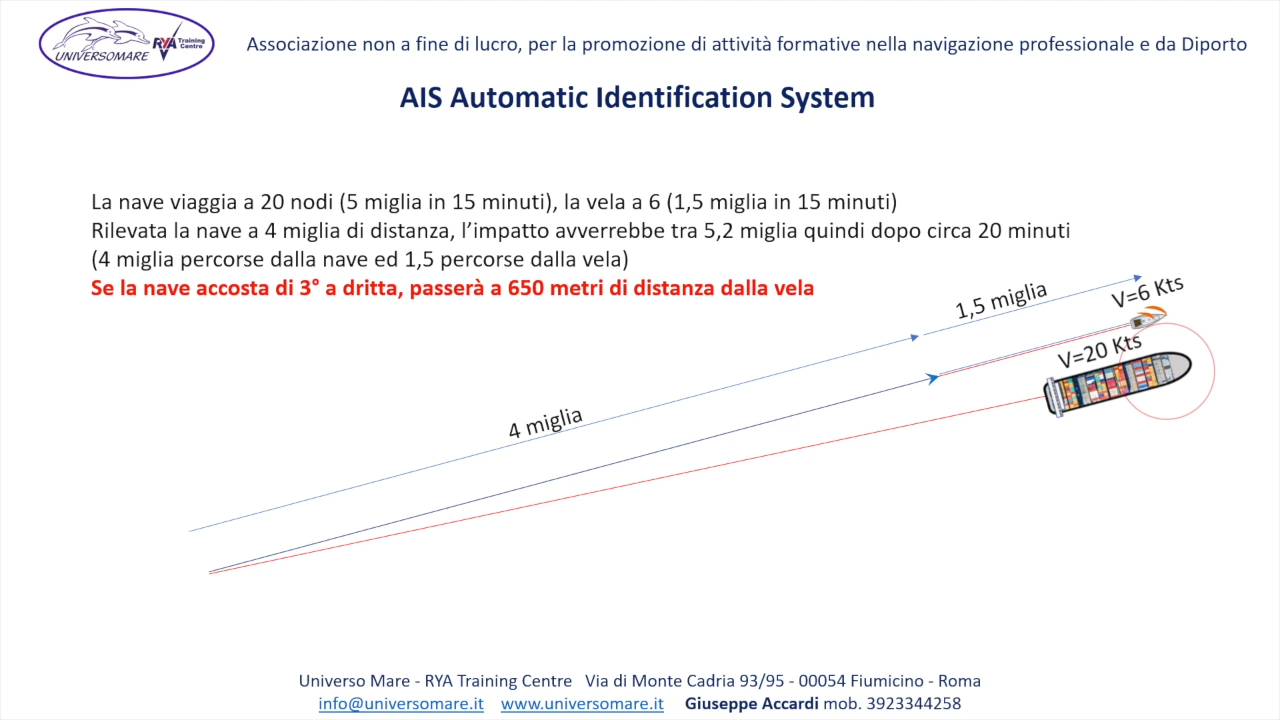 UNIVERSOMARE
RYA Training Centre
Associazione non a fine di lucro, per la promozione di attività formative nella navigazione professionale e da Diporto
AIS Automatic Identification System
La nave viaggia a 20 nodi (5 miglia in 15 minuti), la vela a 6 (1,5 miglia in 15 minuti)
Rilevata la nave a 4 miglia di distanza, l’impatto avverrebbe tra 5,2 miglia quindi dopo circa 20 minuti
(4 miglia percorse dalla nave ed 1,5 percorse dalla vela)
Se la nave accosta di 3° a dritta, passerà a 650 metri di distanza dalla vela
1,5 miglia
V=6 Kts
V=20 Kts
4 miglia
Universo Mare - RYA Training Centre Via di Monte Cadria 93/95 - 00054 Fiumicino - Roma
info@universomare.it www.universomare.it Giuseppe Accardi mob. 3923344258